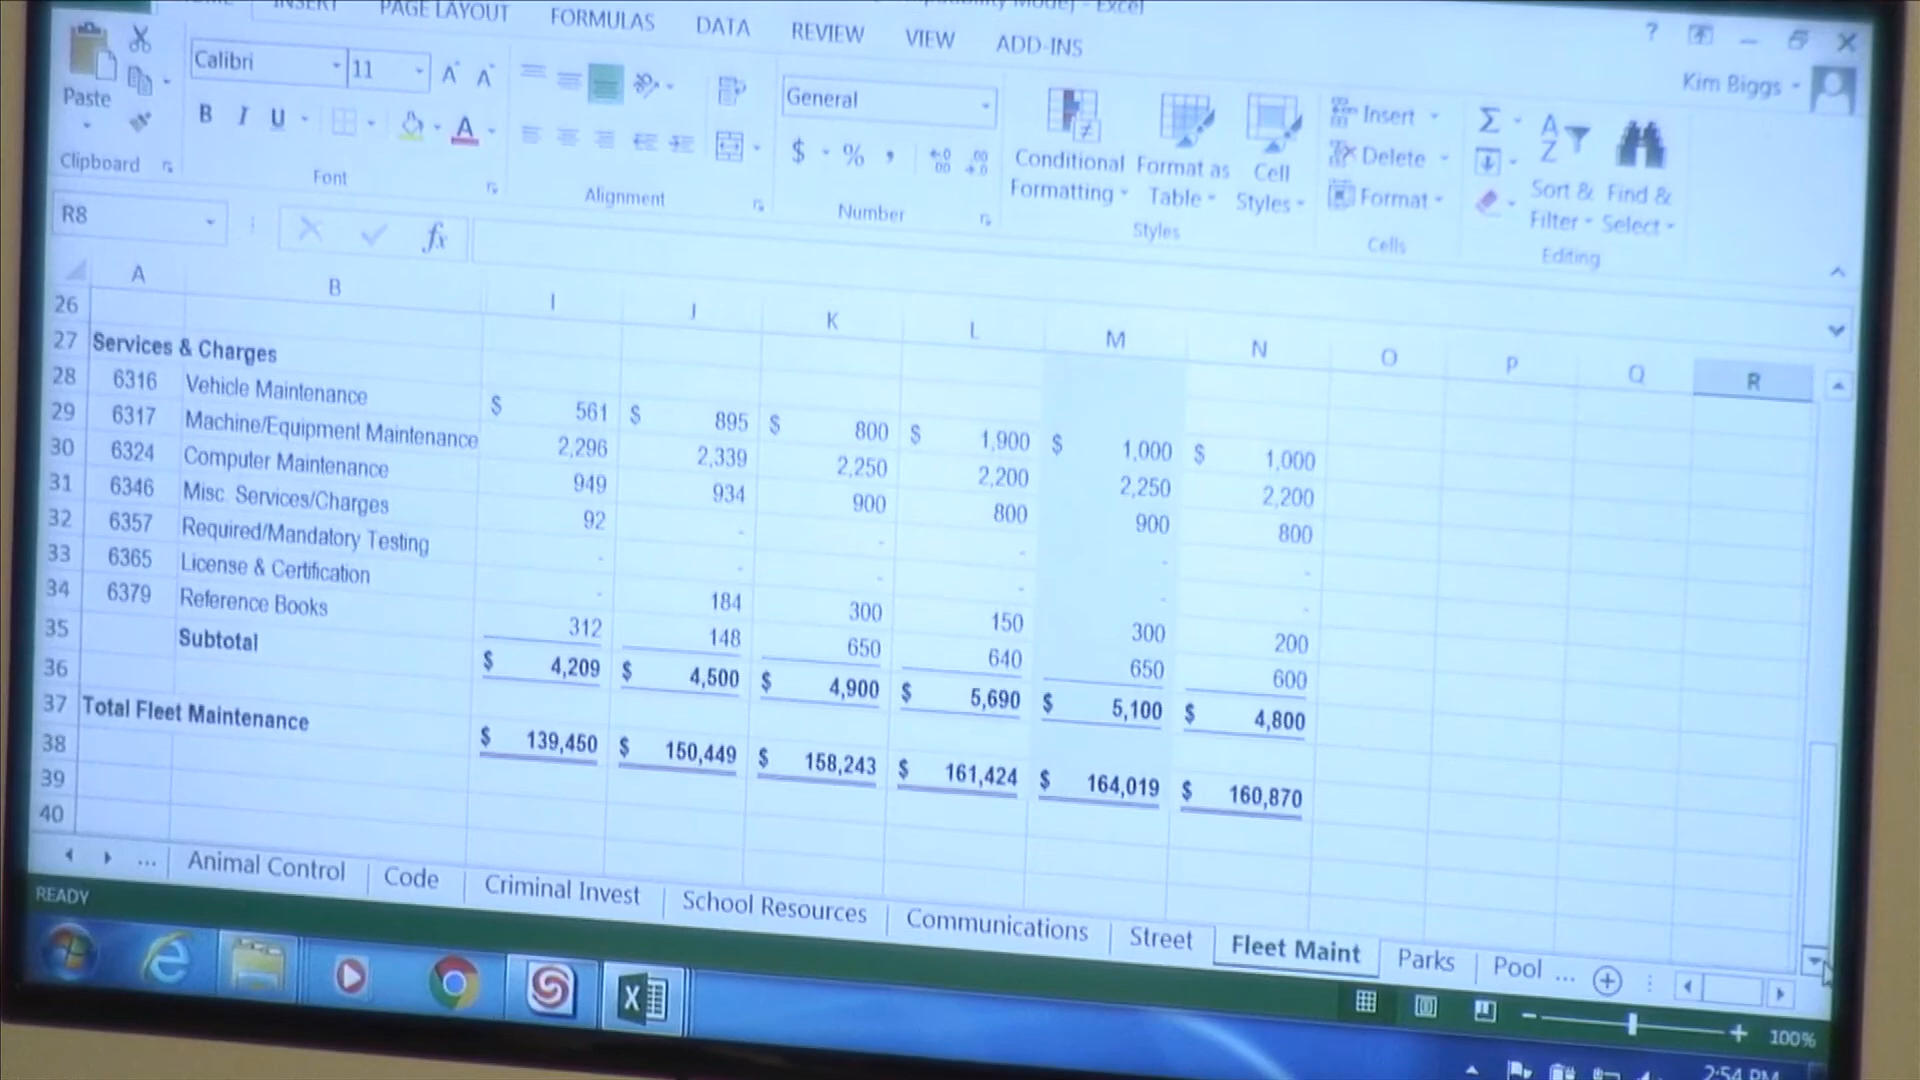 INSERT PAGE LAYOUT FORMULAS DATA REVIEW VIEW ADD-INS
Excel
?
Kim Biggs
Paste
Clipboard
Calibri 11
B I U
Font
Alignment
General
$ % ,
Number
Conditional Formatting
Format as Table
Cell Styles
Styles
Insert
Delete
Format
Cells
Sort & Filter
Find & Select
Editing
R8
fx
A B I J K L M N O P Q R
26
27 Services & Charges
28 6316 Vehicle Maintenance $ 561 $ 895 $ 800 $ 1,900 $ 1,000 $ 1,000
29 6317 Machine/Equipment Maintenance 2,296 2,339 2,250 2,200 2,250 2,200
30 6324 Computer Maintenance 949 934 900 800 900 800
31 6346 Misc. Services/Charges 92 - - - - -
32 6357 Required/Mandatory Testing - - - - - -
33 6365 License & Certification - 184 300 150 300 200
34 6379 Reference Books 312 148 650 640 650 600
35 Subtotal $ 4,209 $ 4,500 $ 4,900 $ 5,690 $ 5,100 $ 4,800
36
37 Total Fleet Maintenance $ 139,450 $ 150,449 $ 158,243 $ 161,424 $ 164,019 $ 160,870
38
39
40
... Animal Control Code Criminal Invest School Resources Communications Street Fleet Maint Parks Pool ...
READY
100%
2:54 PM